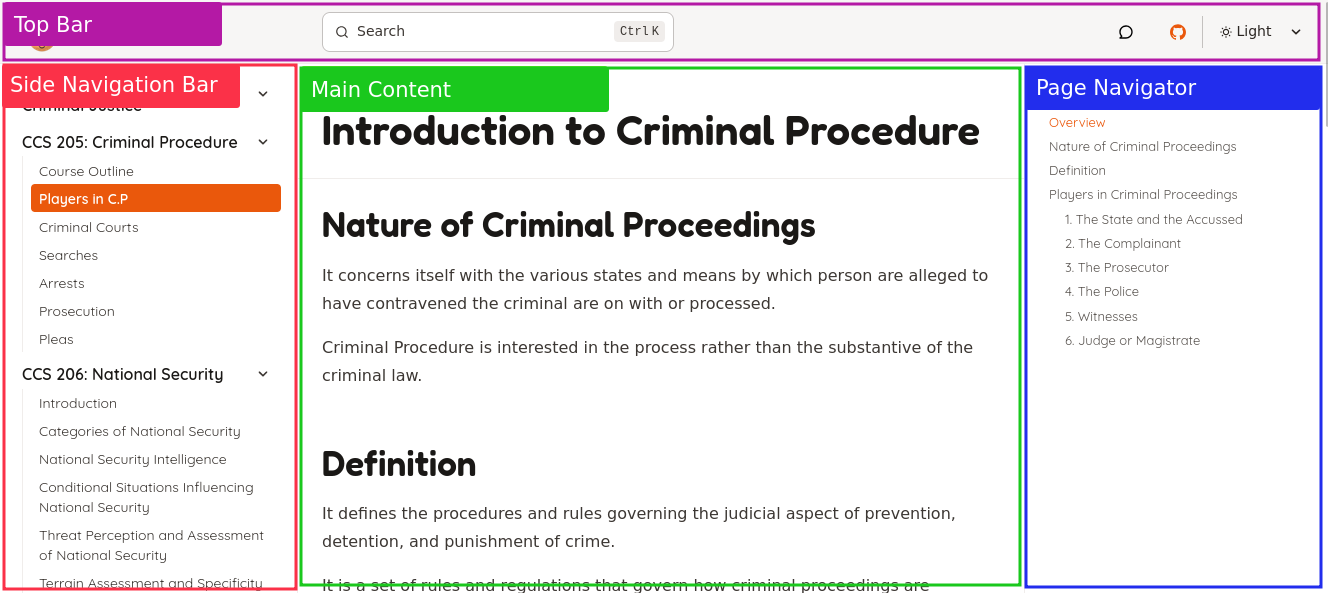 Top Bar
Search
Ctrl K
Light
Side Navigation Bar
Criminal Justice
CCS 205: Criminal Procedure
Course Outline
Players in C.P
Criminal Courts
Searches
Arrests
Prosecution
Pleas
CCS 206: National Security
Introduction
Categories of National Security
National Security Intelligence
Conditional Situations Influencing
National Security
Threat Perception and Assessment
of National Security
Terrain Assessment and Specificity
Main Content
Introduction to Criminal Procedure
Nature of Criminal Proceedings
It concerns itself with the various states and means by which person are alleged to
have contravened the criminal are on with or processed.
Criminal Procedure is interested in the process rather than the substantive of the
criminal law.
Definition
It defines the procedures and rules governing the judicial aspect of prevention,
detention, and punishment of crime.
It is a set of rules and regulations that govern how criminal proceedings are
Page Navigator
Overview
Nature of Criminal Proceedings
Definition
Players in Criminal Proceedings
1. The State and the Accussed
2. The Complainant
3. The Prosecutor
4. The Police
5. Witnesses
6. Judge or Magistrate